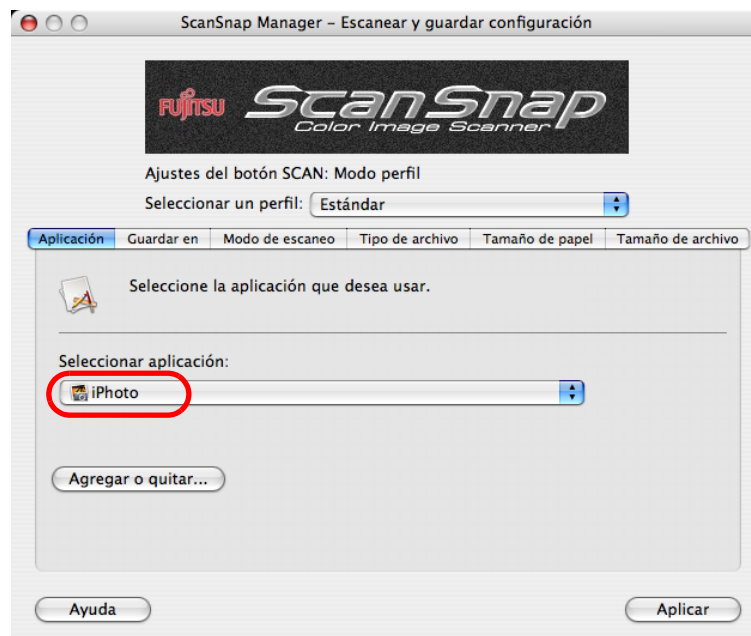 ScanSnap Manager – Escanear y guardar configuración
FUJITSU ScanSnap
Color Image Scanner
Ajustes del botón SCAN: Modo perfil
Seleccionar un perfil: Estándar
Aplicación Guardar en Modo de escaneo Tipo de archivo Tamaño de papel Tamaño de archivo
Seleccione la aplicación que desea usar.
Seleccionar aplicación:
iPhoto
Agregar o quitar...
Ayuda Aplicar